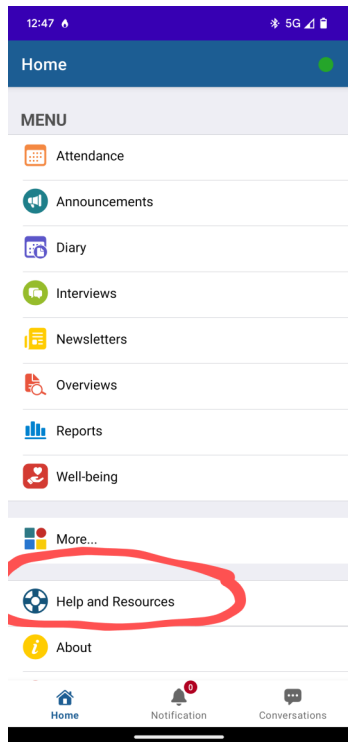 12:47 5G
Home
MENU
Attendance
Announcements
Diary
Interviews
Newsletters
Overviews
Reports
Well-being
More...
Help and Resources
About
0
Home Notification Conversations